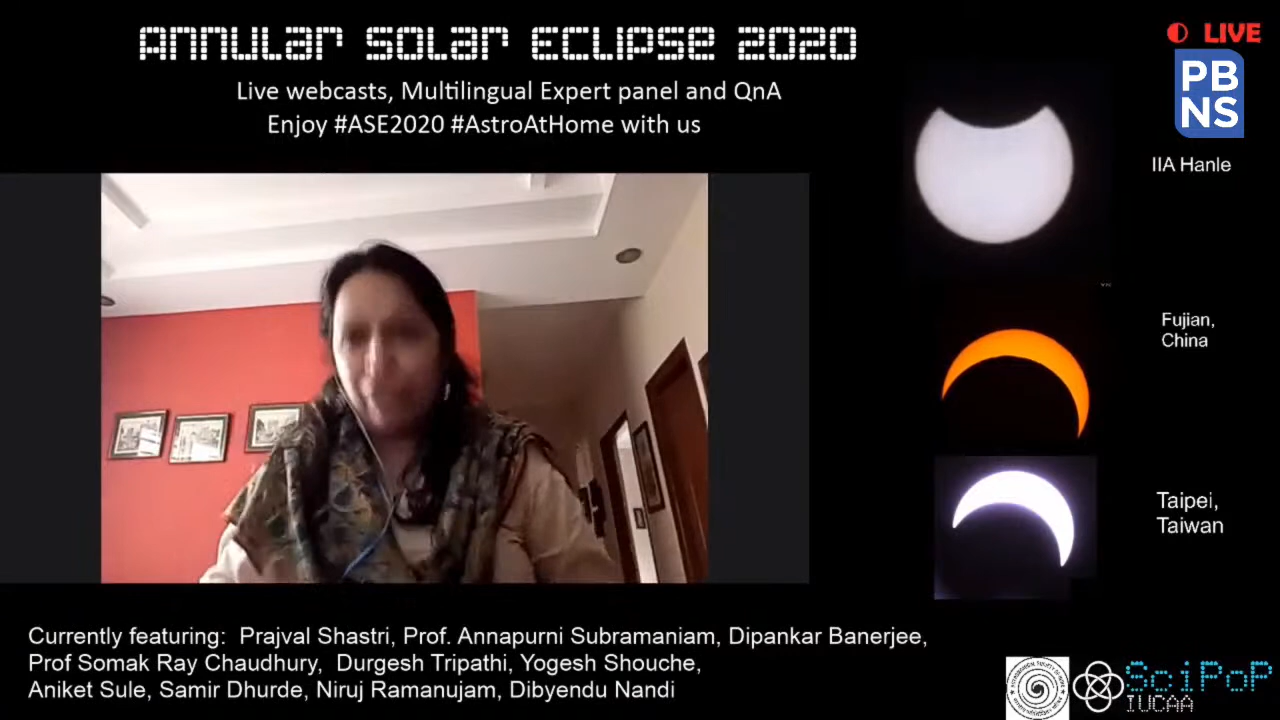 ANNULAR SOLAR ECLIPSE 2020
Live webcasts, Multilingual Expert panel and QnA
Enjoy #ASE2020 #AstroAtHome with us
LIVE
PB
NS
IIA Hanle
Fujian,
China
Taipei,
Taiwan
Currently featuring: Prajval Shastri, Prof. Annapurni Subramaniam, Dipankar Banerjee,
Prof Somak Ray Chaudhury, Durgesh Tripathi, Yogesh Shouche,
Aniket Sule, Samir Dhurde, Niruj Ramanujam, Dibyendu Nandi
SciPoP
IUCAA